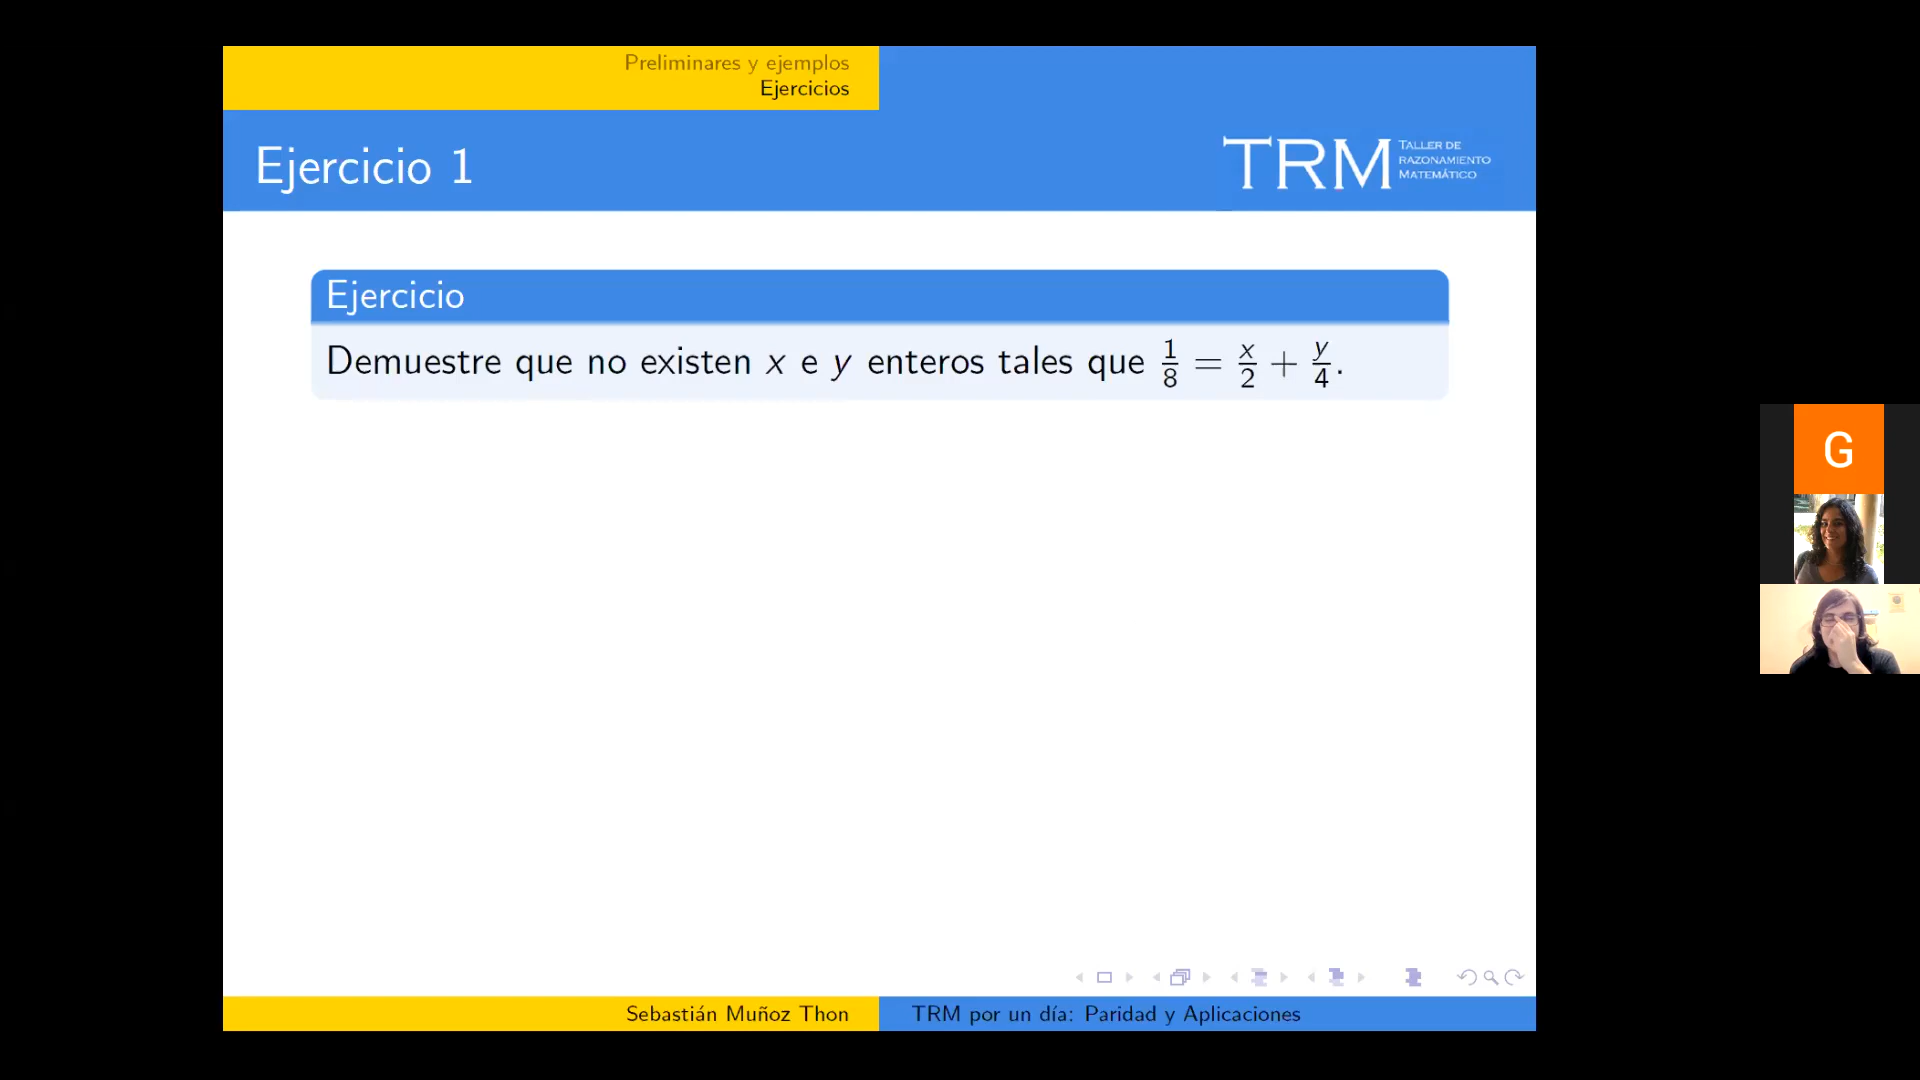 Preliminares y ejemplos
Ejercicios
Ejercicio 1
TRM
TALLER DE
RAZONAMIENTO
MATEMÁTICO
Ejercicio
Demuestre que no existen x e y enteros tales que 1/8 = x/2 + y/4.
G
Sebastián Muñoz Thon
TRM por un día: Paridad y Aplicaciones